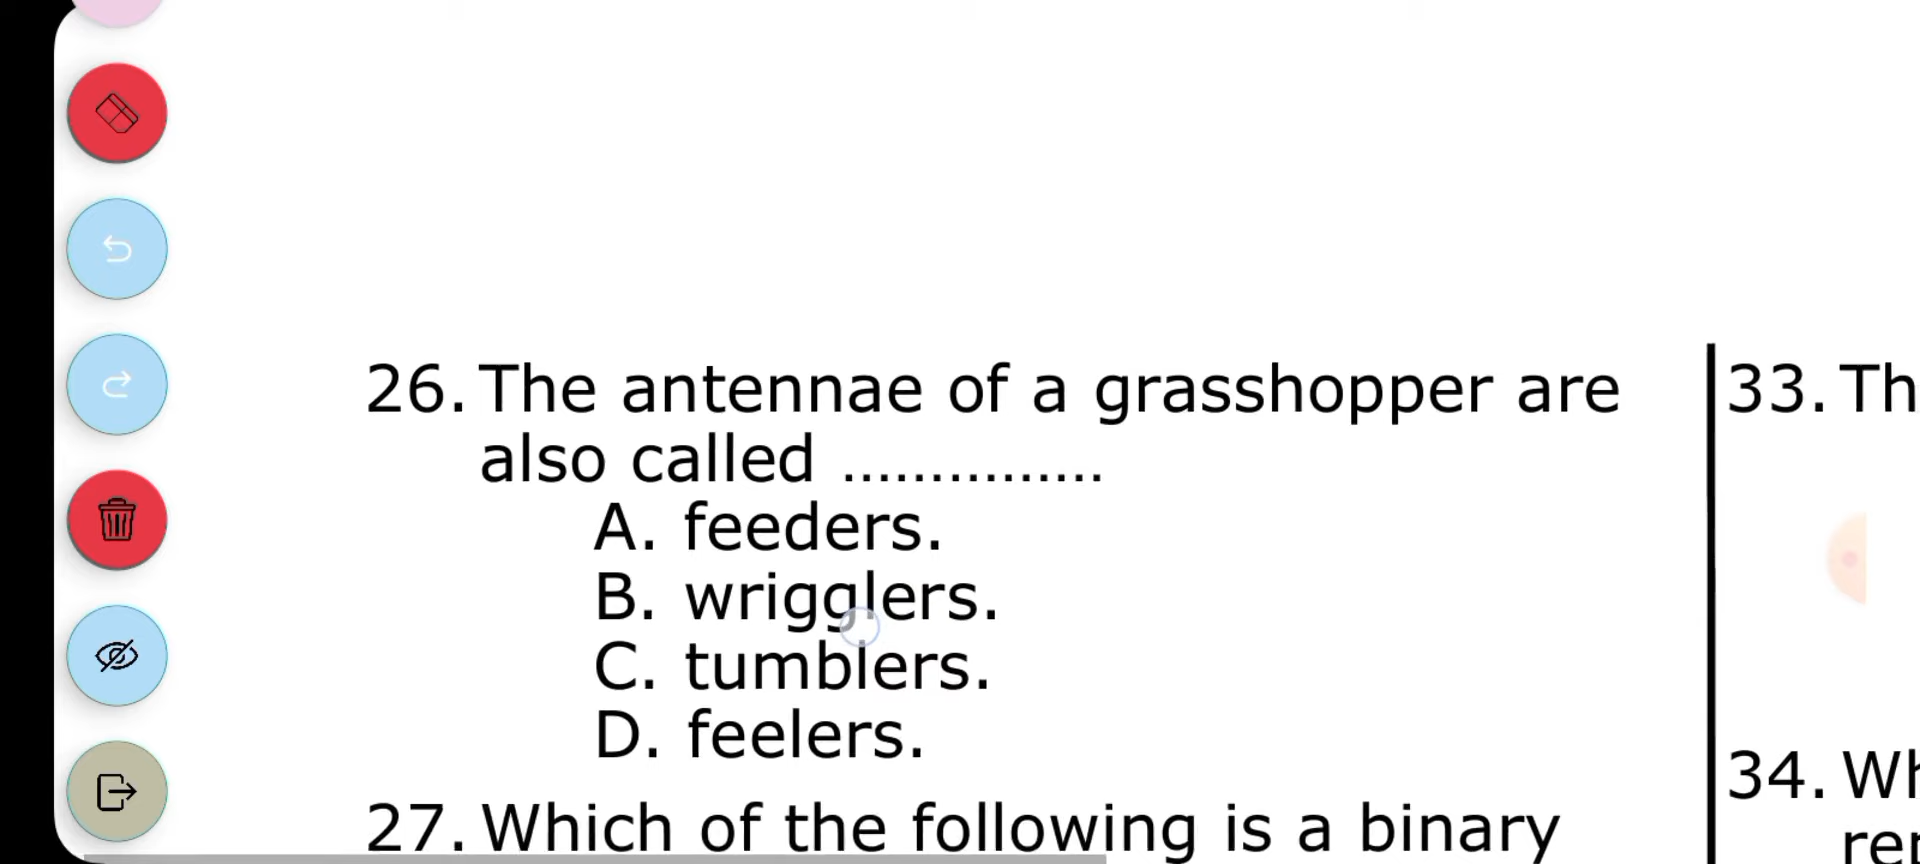 26. The antennae of a grasshopper are
also called ...............
A. feeders.
B. wrigglers.
C. tumblers.
D. feelers.
27. Which of the following is a binary
33. Th
34. Wh
rer